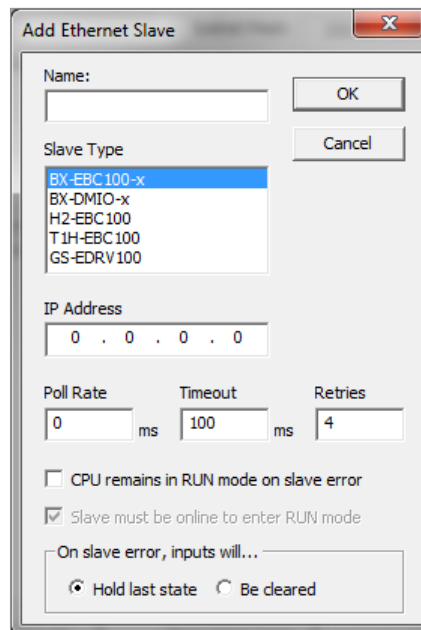 Add Ethernet Slave
Name:
OK
Cancel
Slave Type
BX-EBC100-x
BX-DMIO-x
H2-EBC100
T1H-EBC100
GS-EDRV100
IP Address
0 . 0 . 0 . 0
Poll Rate Timeout Retries
0 ms 100 ms 4
CPU remains in RUN mode on slave error
Slave must be online to enter RUN mode
On slave error, inputs will...
Hold last state Be cleared